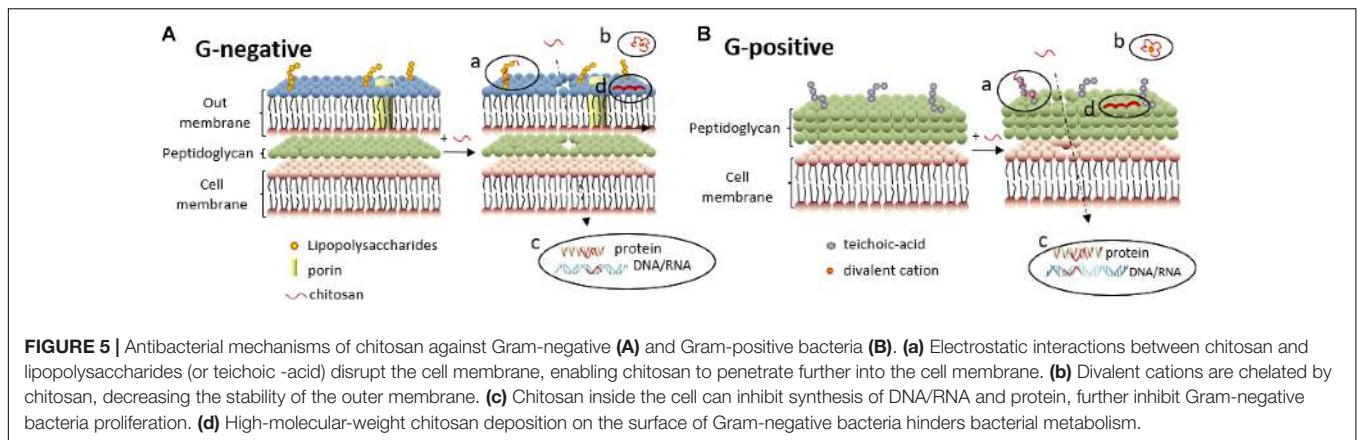 A
G-negative
a
b
d
Out
membrane
Peptidoglycan
Cell
membrane
+
c
protein
DNA/RNA
Lipopolysaccharides
porin
chitosan
B
G-positive
a
b
d
Peptidoglycan
+
Cell
membrane
c
protein
DNA/RNA
teichoic-acid
divalent cation
FIGURE 5 | Antibacterial mechanisms of chitosan against Gram-negative (A) and Gram-positive bacteria (B). (a) Electrostatic interactions between chitosan and
lipopolysaccharides (or teichoic -acid) disrupt the cell membrane, enabling chitosan to penetrate further into the cell membrane. (b) Divalent cations are chelated by
chitosan, decreasing the stability of the outer membrane. (c) Chitosan inside the cell can inhibit synthesis of DNA/RNA and protein, further inhibit Gram-negative
bacteria proliferation. (d) High-molecular-weight chitosan deposition on the surface of Gram-negative bacteria hinders bacterial metabolism.